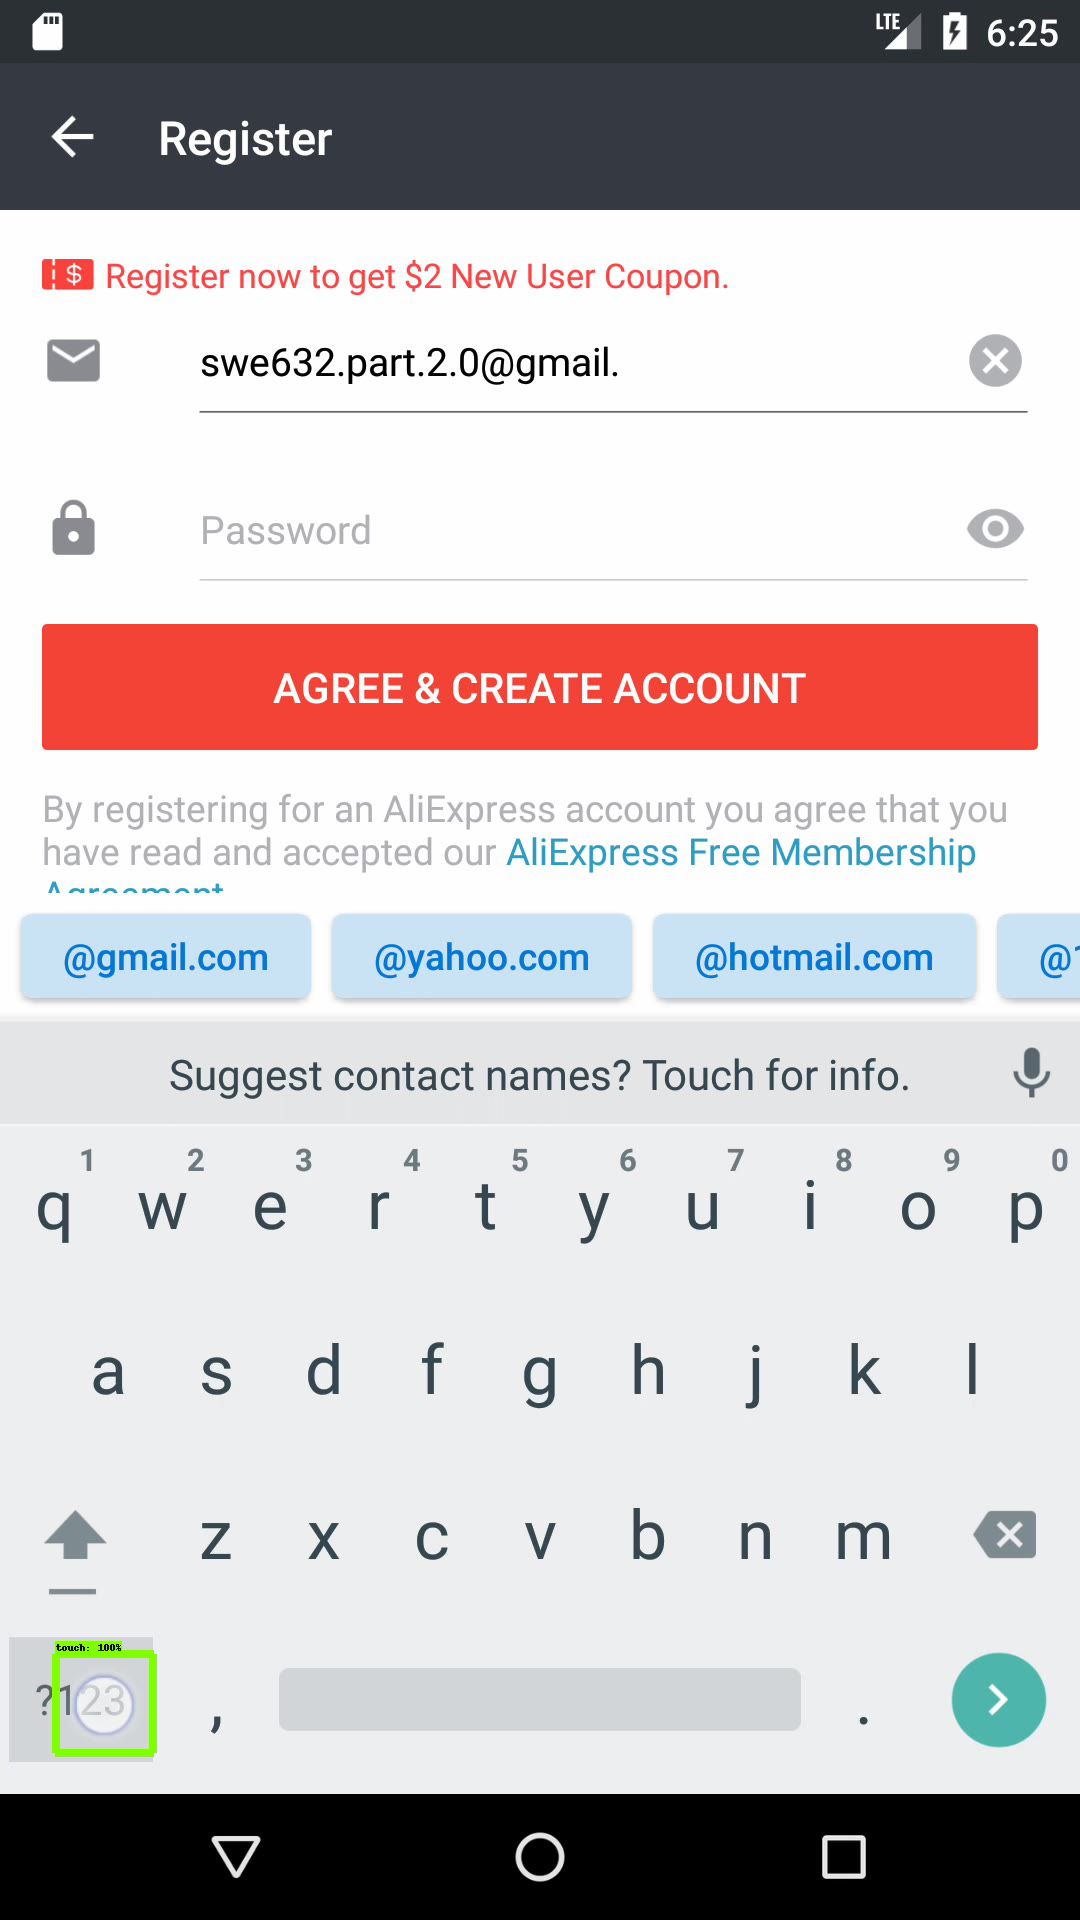 LTE 6:25
Register
Register now to get $2 New User Coupon.
swe632.part.2.0@gmail.
Password
AGREE & CREATE ACCOUNT
By registering for an AliExpress account you agree that you
have read and accepted our AliExpress Free Membership
Agreement
@gmail.com @yahoo.com @hotmail.com @1
Suggest contact names? Touch for info.
1 2 3 4 5 6 7 8 9 0
q w e r t y u i o p
a s d f g h j k l
z x c v b n m
touch: 100%
?123 , .